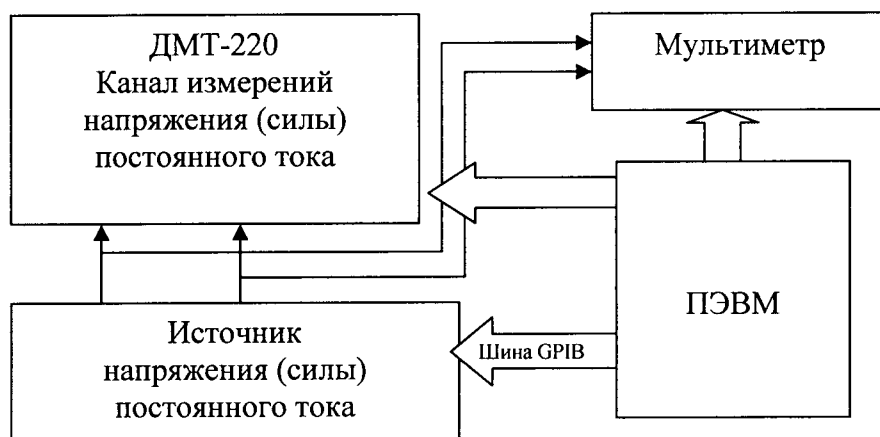 ДМТ-220
Канал измерений
напряжения (силы)
постоянного тока
Мультиметр
ПЭВМ
Шина GPIB
Источник
напряжения (силы)
постоянного тока